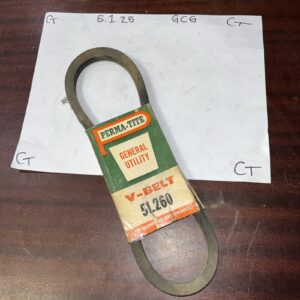 G 5.1.25 GCG CT
PERMA-TITE
GENERAL
UTILITY
V-BELT
5L260
CT CT